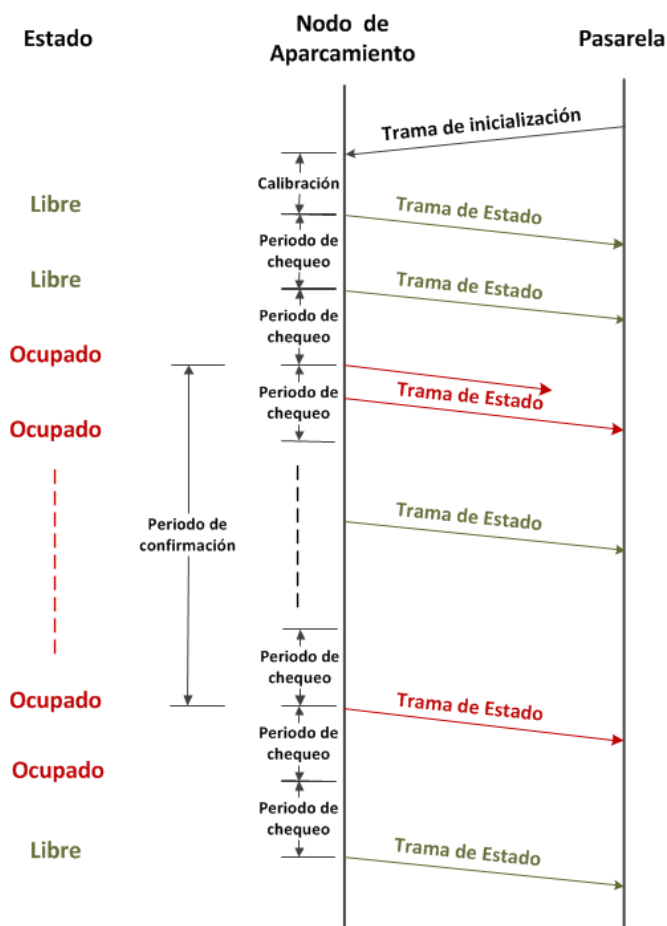 Estado
Nodo de
Aparcamiento
Pasarela
Trama de inicialización
Calibración
Libre
Trama de Estado
Periodo de
chequeo
Libre
Trama de Estado
Periodo de
chequeo
Ocupado
Periodo de
chequeo
Trama de Estado
Ocupado
Periodo de
confirmación
Trama de Estado
Periodo de
chequeo
Ocupado
Trama de Estado
Periodo de
chequeo
Ocupado
Periodo de
chequeo
Libre
Trama de Estado